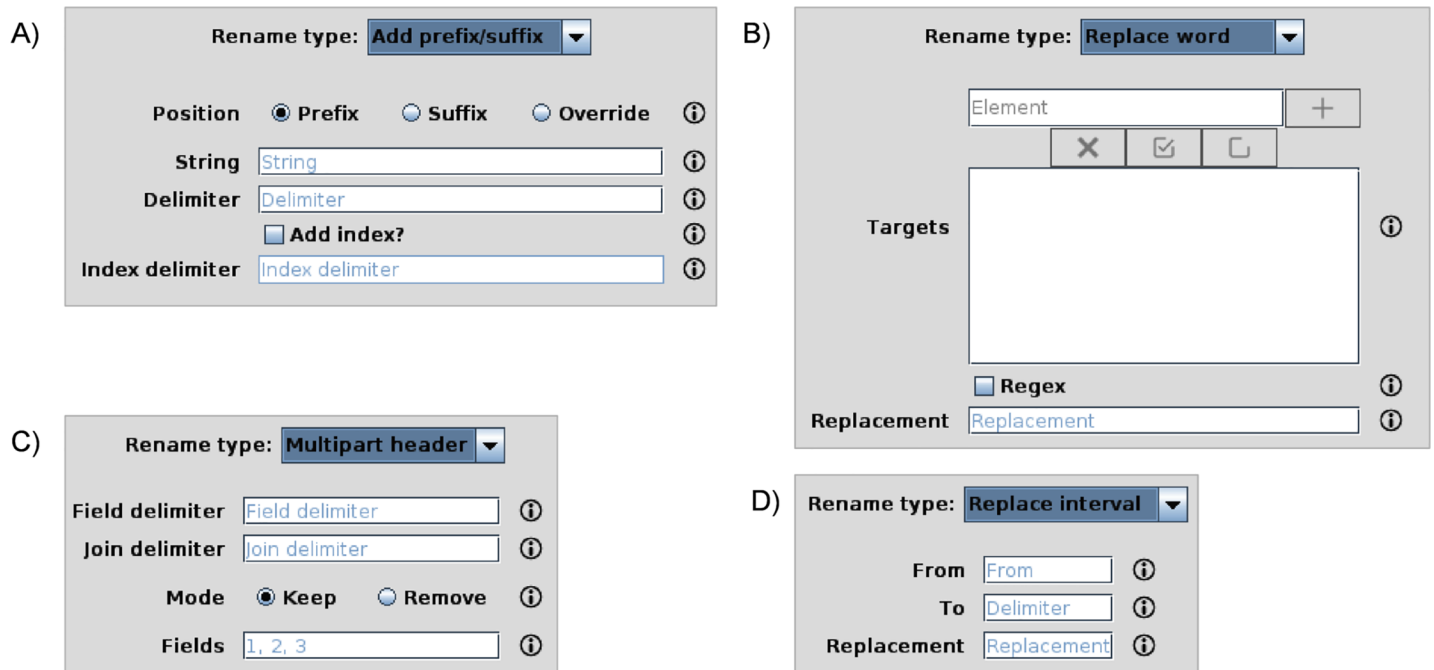 A)
Rename type: Add prefix/suffix
Position Prefix Suffix Override
String String
Delimiter Delimiter
Add index?
Index delimiter Index delimiter
B)
Rename type: Replace word
Element
Targets
Regex
Replacement Replacement
C)
Rename type: Multipart header
Field delimiter Field delimiter
Join delimiter Join delimiter
Mode Keep Remove
Fields 1, 2, 3
D)
Rename type: Replace interval
From From
To Delimiter
Replacement Replacement